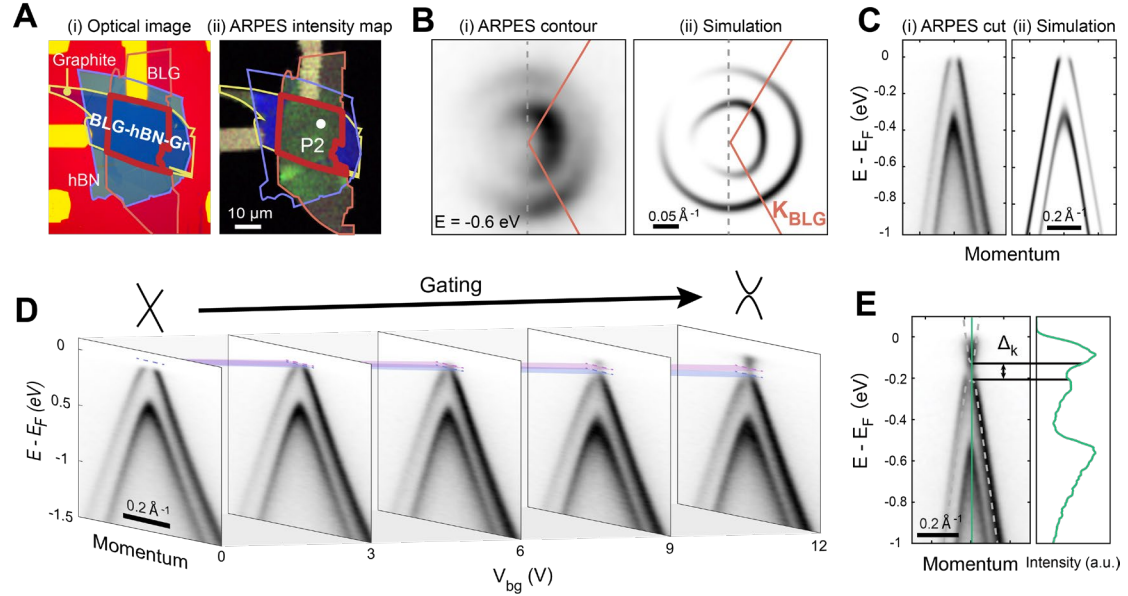 A
(i) Optical image
(ii) ARPES intensity map
Graphite
BLG
BLG-hBN-Gr
hBN
P2
10 µm
B
(i) ARPES contour
(ii) Simulation
E = -0.6 eV
0.05 Å⁻¹
K_BLG
C
(i) ARPES cut
(ii) Simulation
E - E_F (eV)
0
-0.2
-0.4
-0.6
-0.8
-1
0.2 Å⁻¹
Momentum
D
Gating
E - E_F (eV)
0
0.5
-1
-1.5
0.2 Å⁻¹
Momentum
0
3
6
9
12
V_bg (V)
E
E - E_F (eV)
0
-0.2
-0.4
-0.6
-0.8
-1
Δ_k
0.2 Å⁻¹
Momentum
Intensity (a.u.)